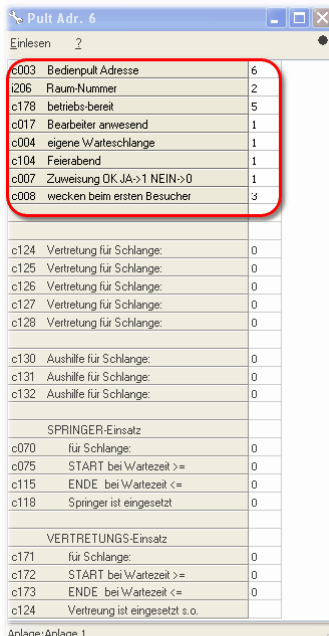 Pult Adr. 6
Einlesen ?
c003 Bedienpult Adresse 6
i206 Raum-Nummer 2
c178 betriebs-bereit 5
c017 Bearbeiter anwesend 1
c004 eigene Warteschlange 1
c104 Feierabend 1
c007 Zuweisung OK JA->1 NEIN->0 1
c008 wecken beim ersten Besucher 3
c124 Vertretung für Schlange: 0
c125 Vertretung für Schlange: 0
c126 Vertretung für Schlange: 0
c127 Vertretung für Schlange: 0
c128 Vertretung für Schlange: 0
c130 Aushilfe für Schlange: 0
c131 Aushilfe für Schlange: 0
c132 Aushilfe für Schlange: 0
SPRINGER-Einsatz
c070 für Schlange: 0
c075 START bei Wartezeit >= 0
c115 ENDE bei Wartezeit <= 0
c118 Springer ist eingesetzt 0
VERTRETUNGS-Einsatz
c171 für Schlange: 0
c172 START bei Wartezeit >= 0
c173 ENDE bei Wartezeit <= 0
c124 Vertreung ist eingesetzt s.o.
Anlage:Anlage 1